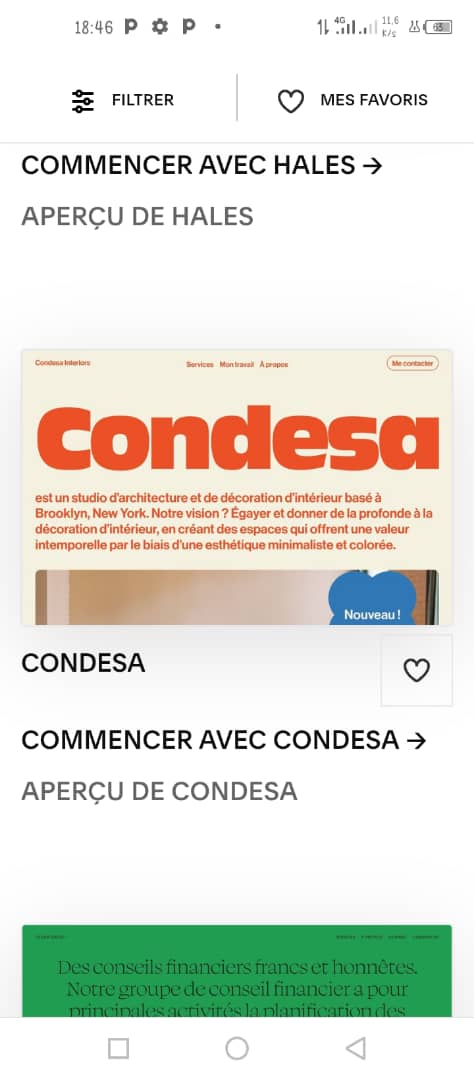 18:46
4G
11,6
K/s
63
FILTRER
MES FAVORIS
COMMENCER AVEC HALES →
APERÇU DE HALES
Condesa Interiors
Services Mon travail À propos
Me contacter
Condesa
est un studio d'architecture et de décoration d'intérieur basé à
Brooklyn, New York. Notre vision ? Égayer et donner de la profonde à la
décoration d'intérieur, en créant des espaces qui offrent une valeur
intemporelle par le biais d'une esthétique minimaliste et colorée.
Nouveau !
CONDESA
COMMENCER AVEC CONDESA →
APERÇU DE CONDESA
Des conseils financiers francs et honnêtes.
Notre groupe de conseil financier a pour
principales activités la planification des